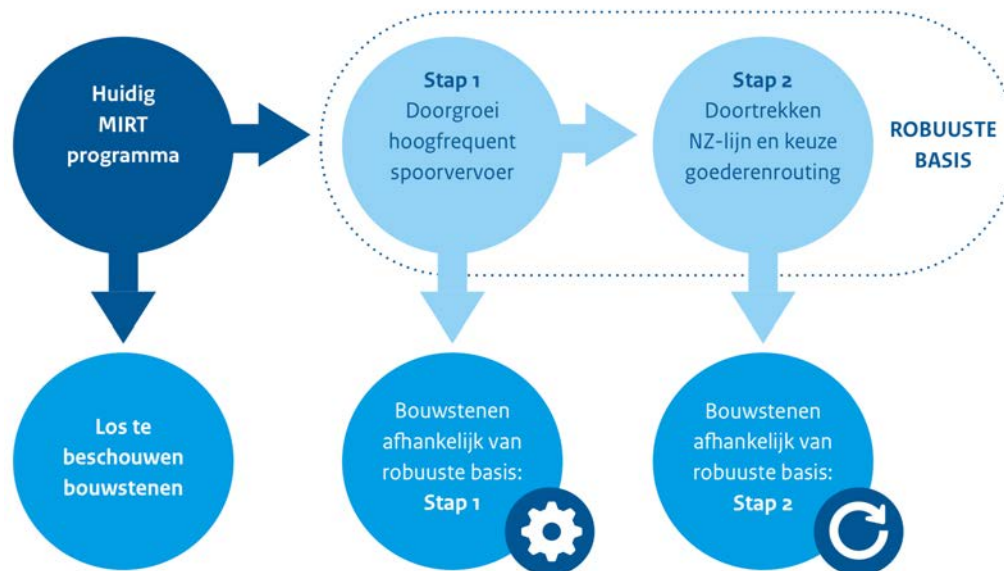 Huidig
MIRT
programma
Stap 1
Doorgroei
hoogfrequent
spoorvervoer
Stap 2
Doortrekken
NZ-lijn en keuze
goederenrouting
ROBUUSTE
BASIS
Los te
beschouwen
bouwstenen
Bouwstenen
afhankelijk van
robuuste basis:
Stap 1
Bouwstenen
afhankelijk van
robuuste basis:
Stap 2